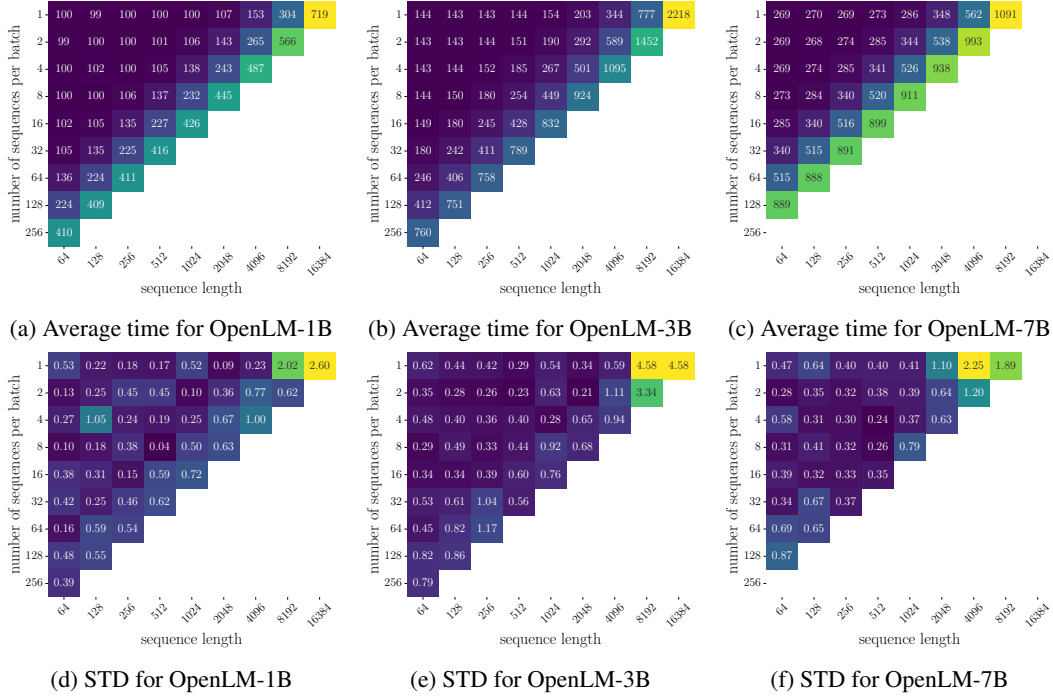 number of sequences per batch
1 100 99 100 100 100 107 153 304 719
2 99 100 100 101 106 143 265 566
4 100 102 100 105 138 243 487
8 100 100 106 137 232 445
16 102 105 135 227 426
32 105 135 225 416
64 136 224 411
128 224 409
256 410
64 128 256 512 1024 2048 4096 8192 16384
sequence length
(a) Average time for OpenLM-1B
number of sequences per batch
1 144 143 143 144 154 203 344 777 2218
2 143 143 144 151 190 292 589 1452
4 143 144 152 185 267 501 1095
8 144 150 180 254 449 924
16 149 180 245 428 832
32 180 242 411 789
64 246 406 758
128 412 751
256 760
64 128 256 512 1024 2048 4096 8192 16384
sequence length
(b) Average time for OpenLM-3B
number of sequences per batch
1 269 270 269 273 286 348 562 1091
2 269 268 274 285 344 538 993
4 269 274 285 341 526 938
8 273 284 340 520 911
16 285 340 516 899
32 340 515 891
64 515 888
128 889
256
64 128 256 512 1024 2048 4096 8192 16384
sequence length
(c) Average time for OpenLM-7B
number of sequences per batch
1 0.53 0.22 0.18 0.17 0.52 0.09 0.23 2.02 2.60
2 0.13 0.25 0.45 0.45 0.10 0.36 0.77 0.62
4 0.27 1.05 0.24 0.19 0.25 0.67 1.00
8 0.10 0.18 0.38 0.04 0.50 0.63
16 0.38 0.31 0.15 0.59 0.72
32 0.42 0.25 0.46 0.62
64 0.16 0.59 0.54
128 0.48 0.55
256 0.39
64 128 256 512 1024 2048 4096 8192 16384
sequence length
(d) STD for OpenLM-1B
number of sequences per batch
1 0.62 0.44 0.42 0.29 0.54 0.34 0.59 4.58 4.58
2 0.35 0.28 0.26 0.23 0.63 0.21 1.11 3.34
4 0.48 0.40 0.36 0.40 0.28 0.65 0.94
8 0.29 0.49 0.33 0.44 0.92 0.68
16 0.34 0.34 0.39 0.60 0.76
32 0.53 0.61 1.04 0.56
64 0.45 0.82 1.17
128 0.82 0.86
256 0.79
64 128 256 512 1024 2048 4096 8192 16384
sequence length
(e) STD for OpenLM-3B
number of sequences per batch
1 0.47 0.64 0.40 0.40 0.41 1.10 2.25 1.89
2 0.28 0.35 0.32 0.38 0.39 0.64 1.20
4 0.58 0.31 0.30 0.24 0.37 0.63
8 0.31 0.41 0.32 0.26 0.79
16 0.39 0.32 0.33 0.35
32 0.34 0.67 0.37
64 0.69 0.65
128 0.87
256
64 128 256 512 1024 2048 4096 8192 16384
sequence length
(f) STD for OpenLM-7B